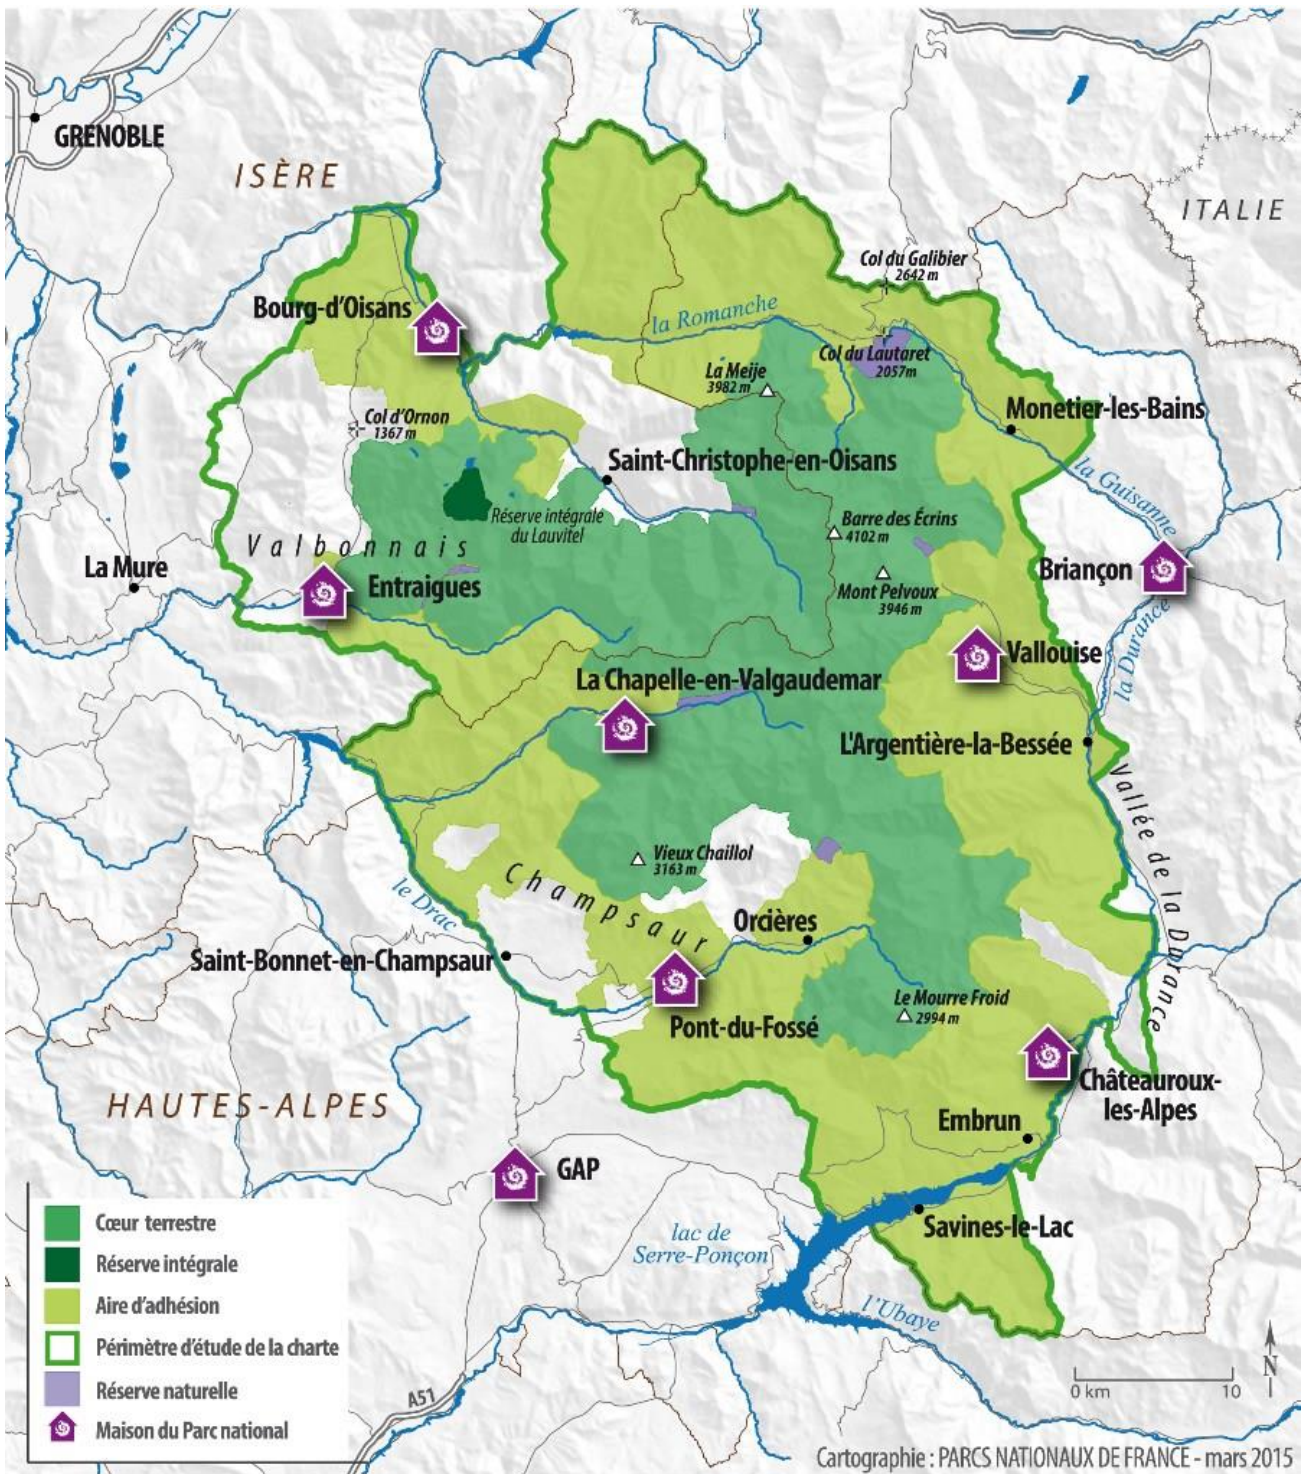 GRENOBLE
ISÈRE
ITALIE
Col du Galibier
2642 m
Bourg-d'Oisans
la Romanche
Col du Lautaret
2057m
La Meije
3982 m
Monetier-les-Bains
Col d'Ornon
1367 m
Saint-Christophe-en-Oisans
la Guisanne
Réserve intégrale
du Lauvitel
Barre des Écrins
4102 m
Valbonnais
La Mure
Entraigues
Briançon
Mont Pelvoux
3946 m
la Durance
Vallouise
La Chapelle-en-Valgaudemar
L'Argentière-la-Bessée
Vallée de la Durance
Vieux Chaillol
3163 m
Champsaur
le Drac
Orcières
Saint-Bonnet-en-Champsaur
Le Mourre Froid
2994 m
Pont-du-Fossé
Châteauroux-
les-Alpes
HAUTES-ALPES
Embrun
GAP
Savines-le-Lac
lac de
Serre-Ponçon
l'Ubaye
A51
Cœur terrestre
Réserve intégrale
Aire d'adhésion
Périmètre d'étude de la charte
Réserve naturelle
Maison du Parc national
N
0 km 10
Cartographie : PARCS NATIONAUX DE FRANCE - mars 2015